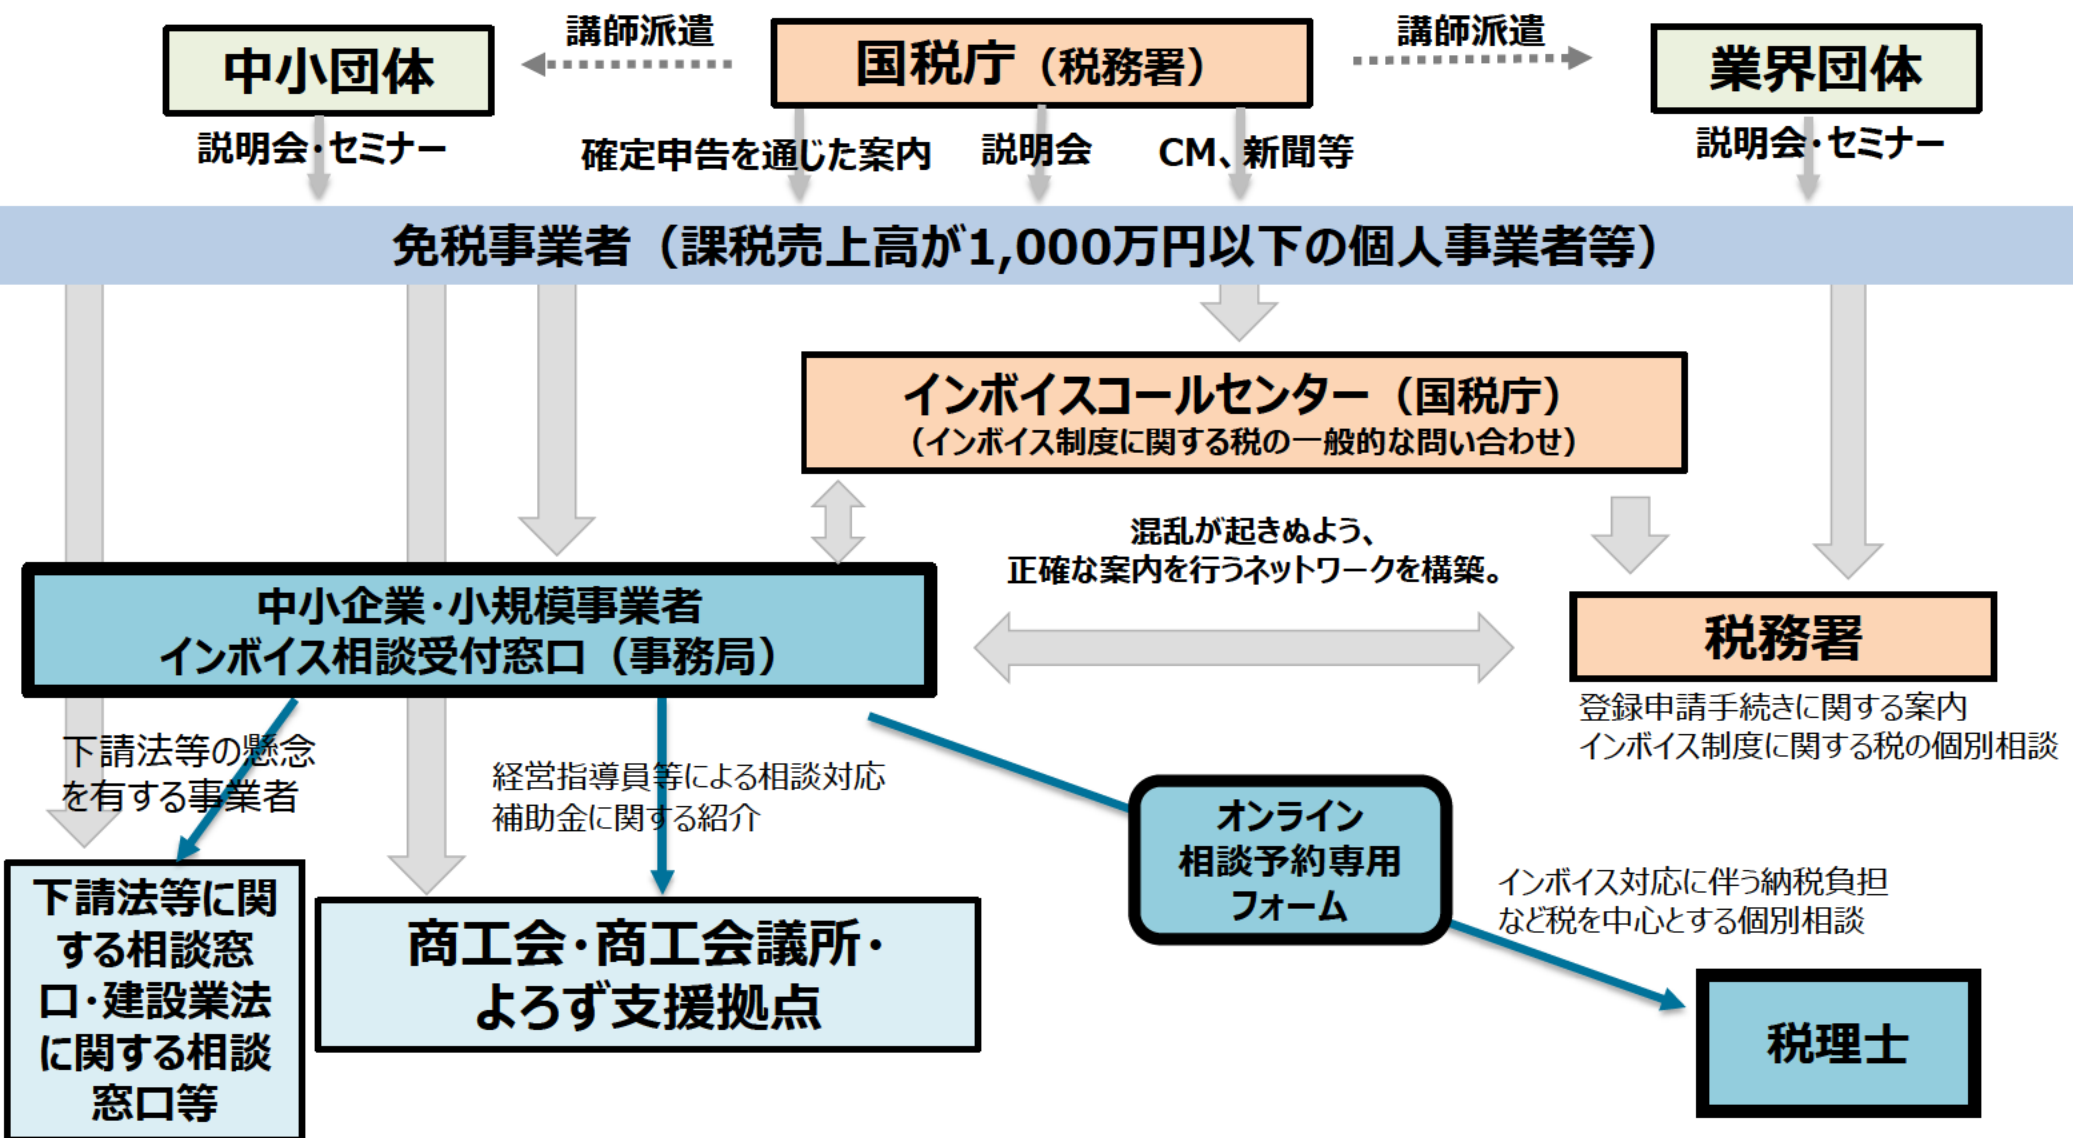 中小団体
講師派遣
国税庁（税務署）
講師派遣
業界団体
説明会・セミナー
確定申告を通じた案内
説明会
CM、新聞等
説明会・セミナー
免税事業者（課税売上高が1,000万円以下の個人事業者等）
インボイスコールセンター（国税庁）
（インボイス制度に関する税の一般的な問い合わせ）
混乱が起きぬよう、
正確な案内を行うネットワークを構築。
中小企業・小規模事業者
インボイス相談受付窓口（事務局）
税務署
登録申請手続きに関する案内
インボイス制度に関する税の個別相談
下請法等の懸念
を有する事業者
経営指導員等による相談対応
補助金に関する紹介
オンライン
相談予約専用
フォーム
インボイス対応に伴う納税負担
など税を中心とする個別相談
下請法等に関
する相談窓
口・建設業法
に関する相談
窓口等
商工会・商工会議所・
よろず支援拠点
税理士